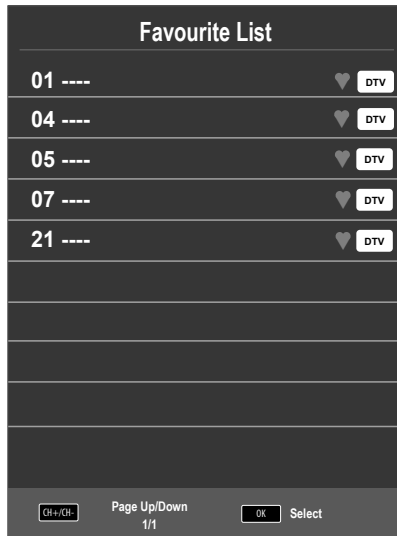 Favourite List
01 ---- DTV
04 ---- DTV
05 ---- DTV
07 ---- DTV
21 ---- DTV
CH+/CH- Page Up/Down OK Select
1/1